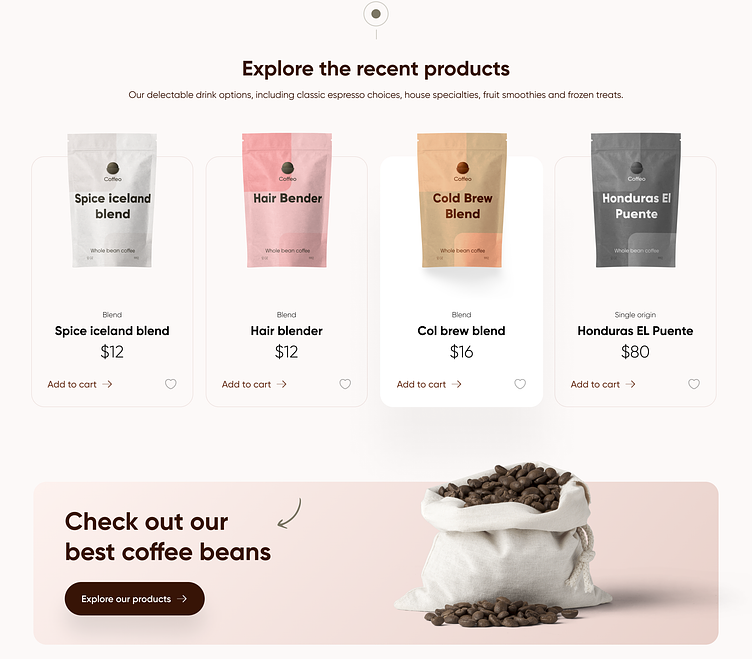 Explore the recent products
Our delectable drink options, including classic espresso choices, house specialties, fruit smoothies and frozen treats.
Coffeo
Spice iceland
blend
Whole bean coffee
Coffeo
Hair Bender
Whole bean coffee
Coffeo
Cold Brew
Blend
Whole bean coffee
Coffeo
Honduras El
Puente
Whole bean coffee
Blend
Spice iceland blend
$12
Add to cart
Blend
Hair blender
$12
Add to cart
Blend
Col brew blend
$16
Add to cart
Single origin
Honduras EL Puente
$80
Add to cart
Check out our
best coffee beans
Explore our products